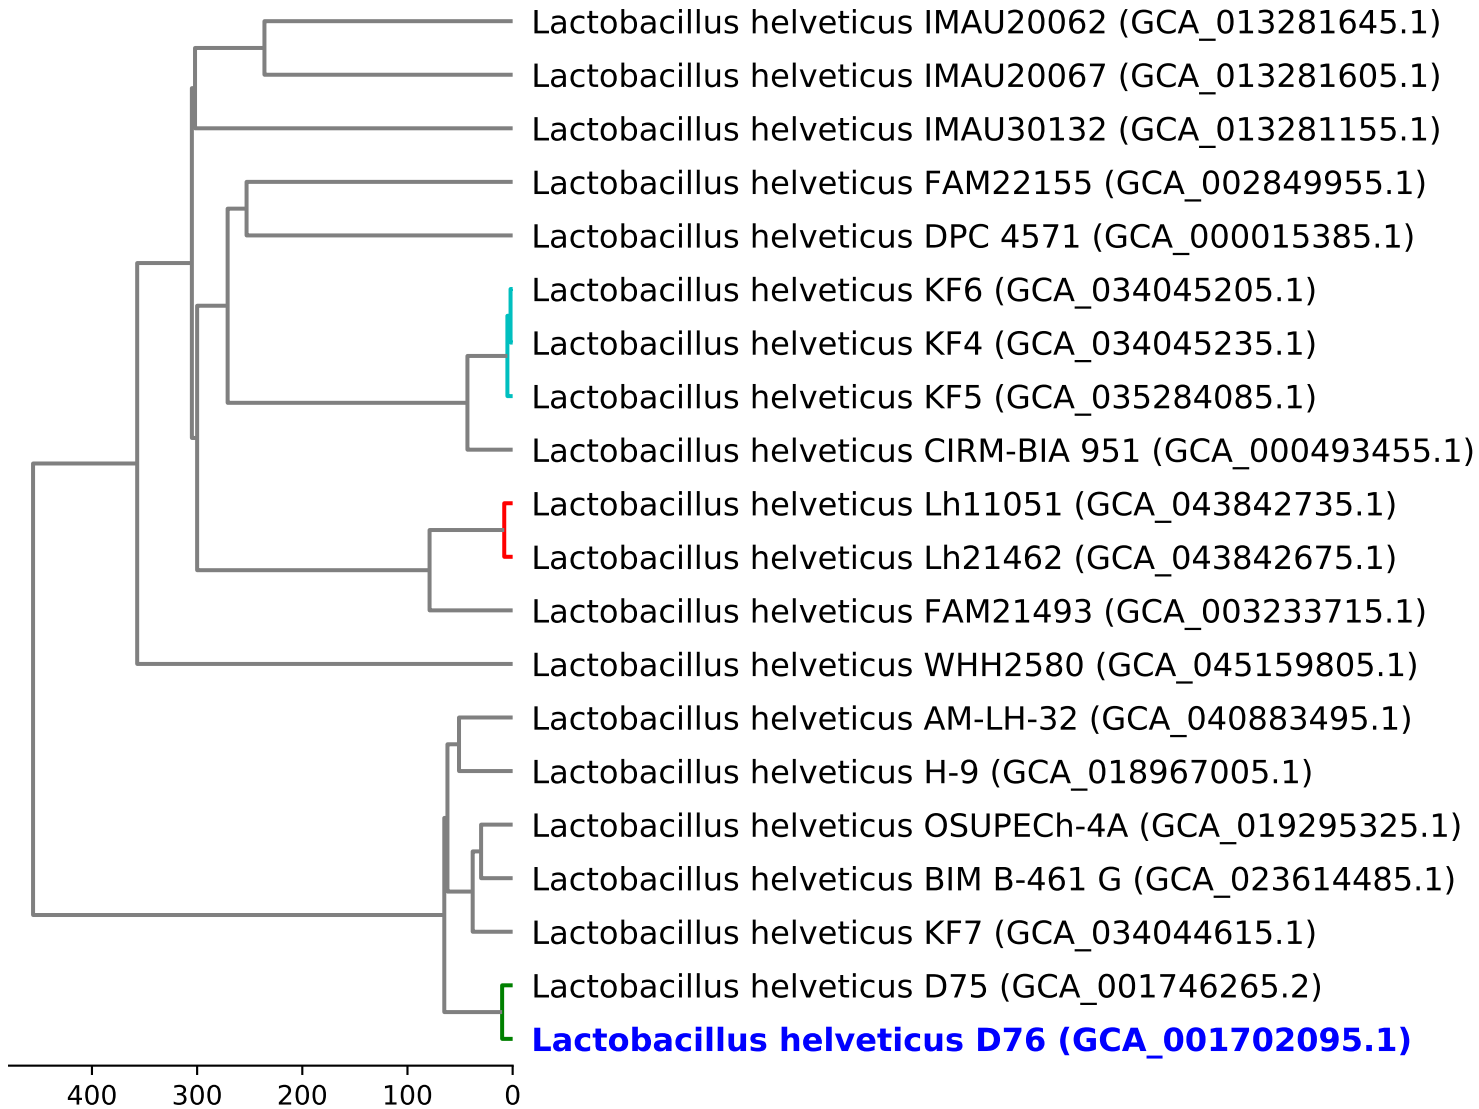 Lactobacillus helveticus IMAU20062 (GCA_013281645.1)
Lactobacillus helveticus IMAU20067 (GCA_013281605.1)
Lactobacillus helveticus IMAU30132 (GCA_013281155.1)
Lactobacillus helveticus FAM22155 (GCA_002849955.1)
Lactobacillus helveticus DPC 4571 (GCA_000015385.1)
Lactobacillus helveticus KF6 (GCA_034045205.1)
Lactobacillus helveticus KF4 (GCA_034045235.1)
Lactobacillus helveticus KF5 (GCA_035284085.1)
Lactobacillus helveticus CIRM-BIA 951 (GCA_000493455.1)
Lactobacillus helveticus Lh11051 (GCA_043842735.1)
Lactobacillus helveticus Lh21462 (GCA_043842675.1)
Lactobacillus helveticus FAM21493 (GCA_003233715.1)
Lactobacillus helveticus WHH2580 (GCA_045159805.1)
Lactobacillus helveticus AM-LH-32 (GCA_040883495.1)
Lactobacillus helveticus H-9 (GCA_018967005.1)
Lactobacillus helveticus OSUPECh-4A (GCA_019295325.1)
Lactobacillus helveticus BIM B-461 G (GCA_023614485.1)
Lactobacillus helveticus KF7 (GCA_034044615.1)
Lactobacillus helveticus D75 (GCA_001746265.2)
Lactobacillus helveticus D76 (GCA_001702095.1)
400 300 200 100 0